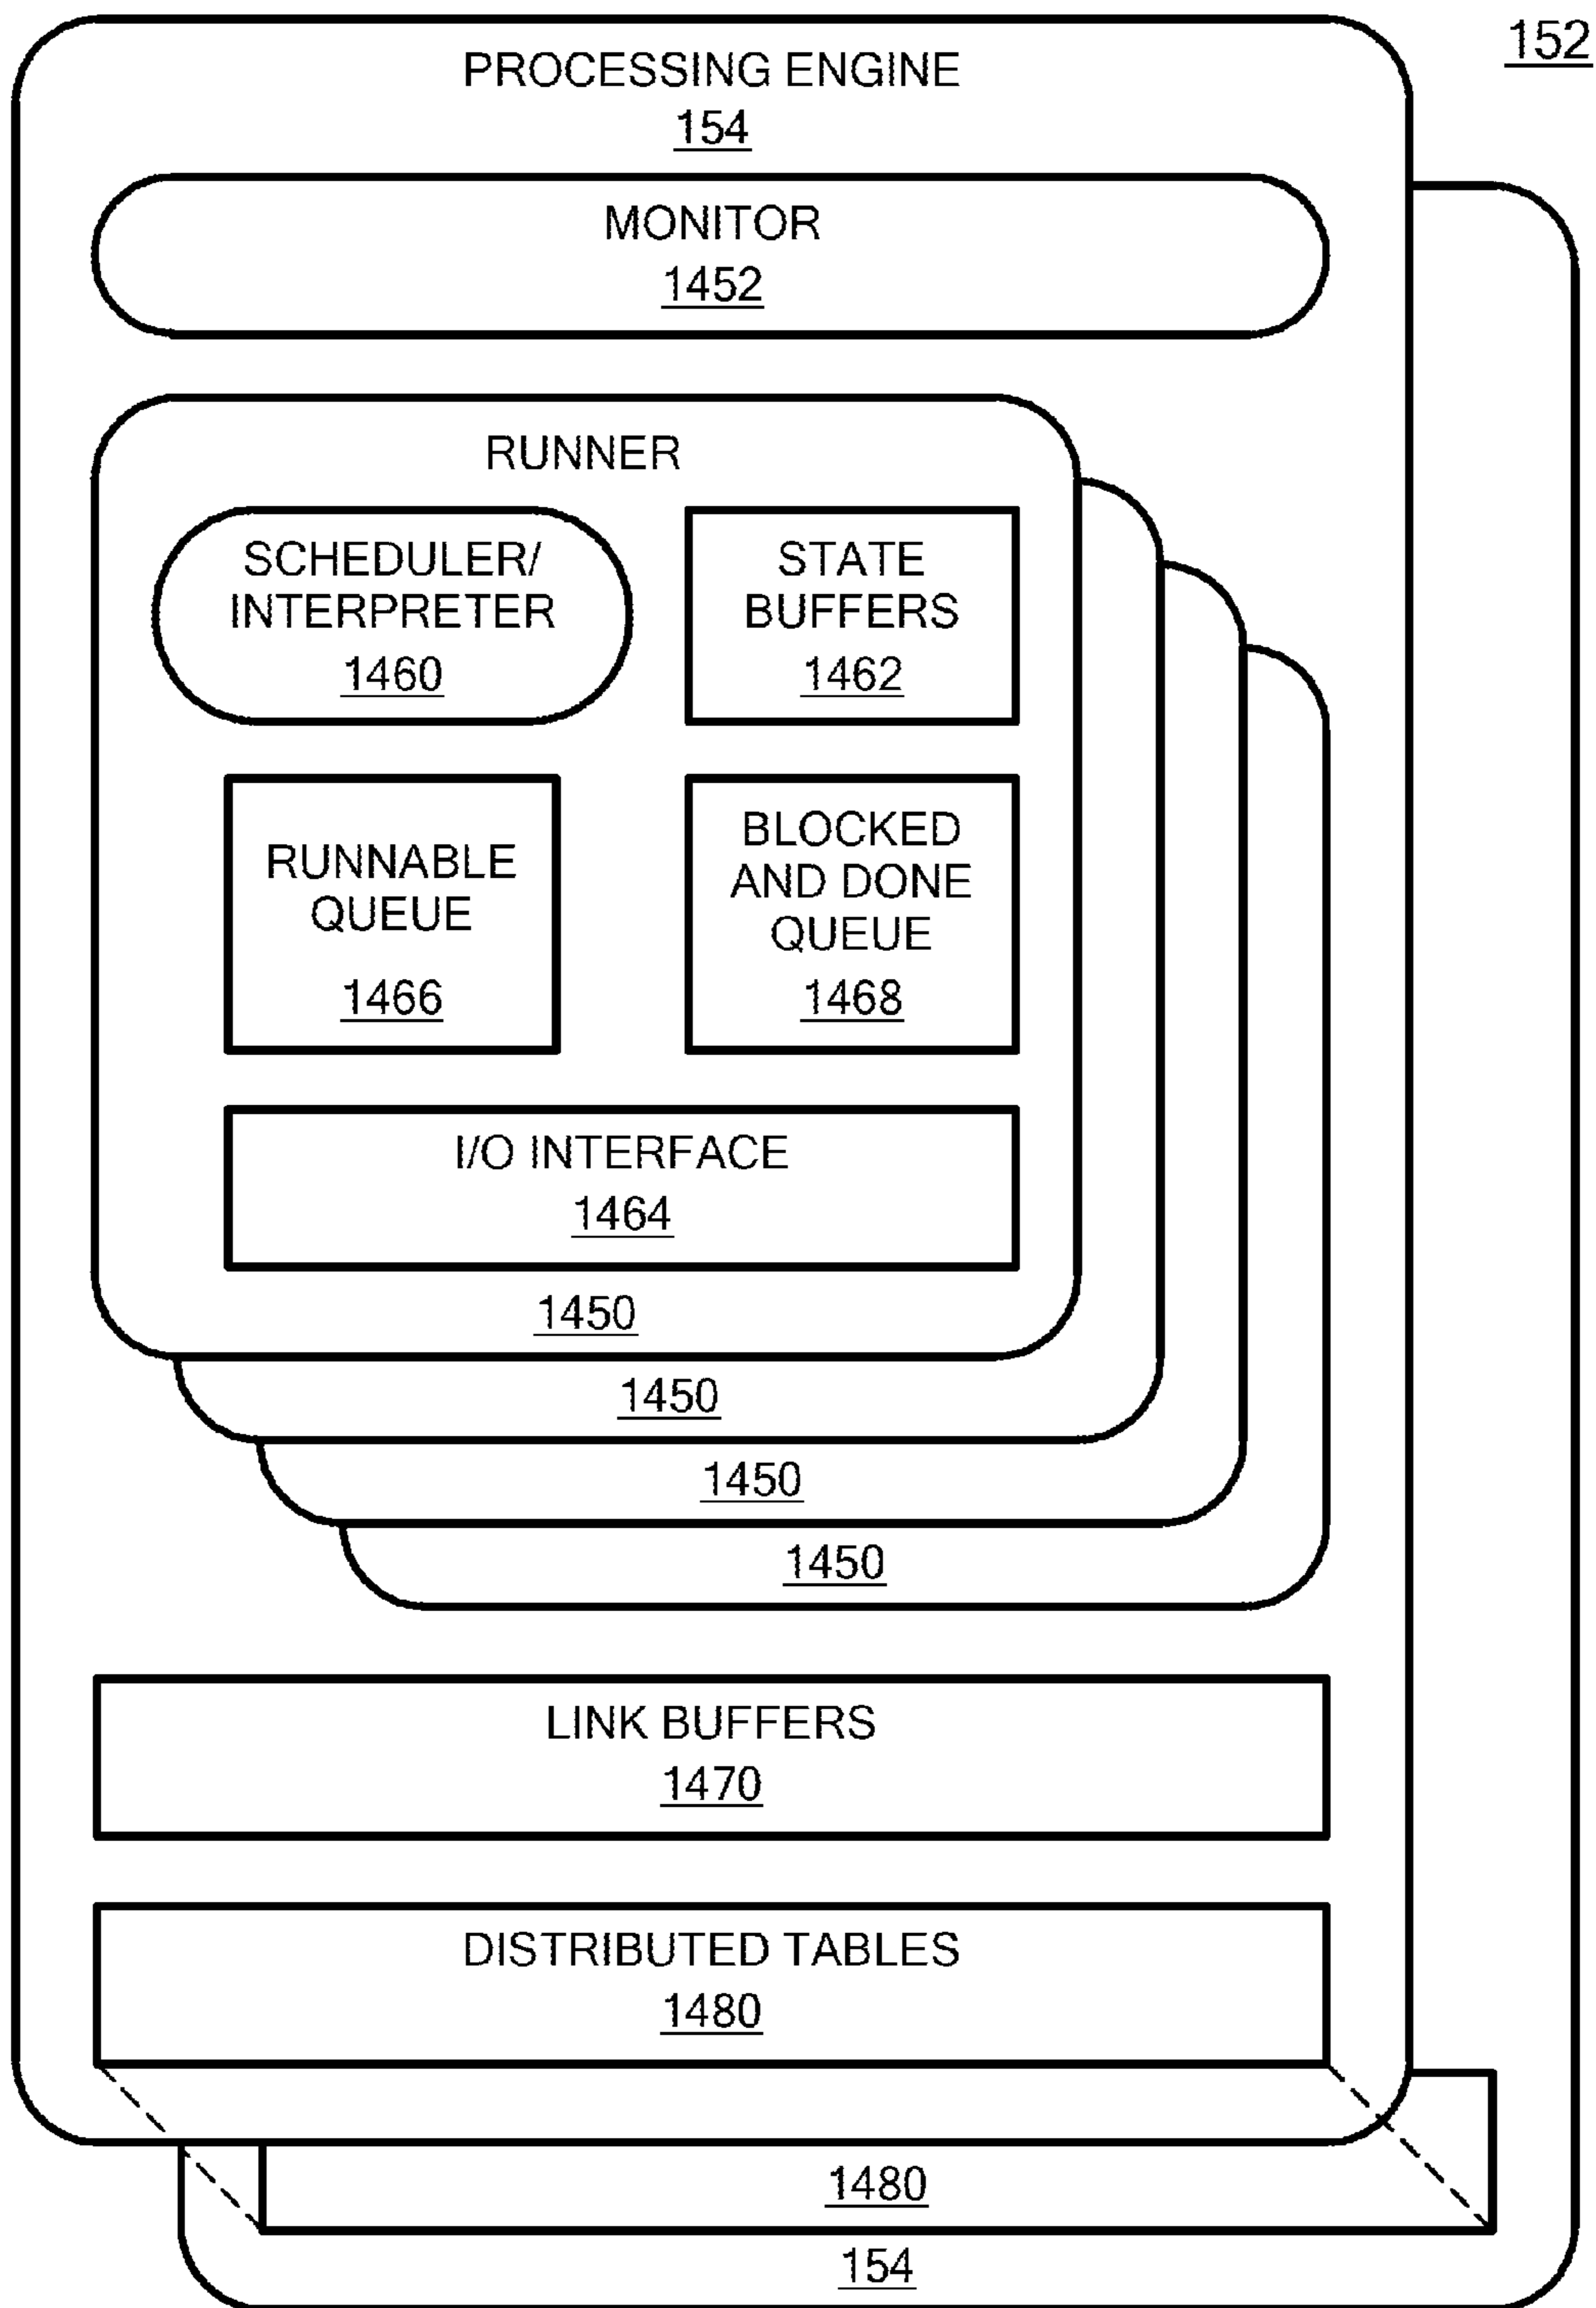 152
PROCESSING ENGINE
154
MONITOR
1452
RUNNER
SCHEDULER/
INTERPRETER
1460
STATE
BUFFERS
1462
RUNNABLE
QUEUE
1466
BLOCKED
AND DONE
QUEUE
1468
I/O INTERFACE
1464
1450
1450
1450
1450
LINK BUFFERS
1470
DISTRIBUTED TABLES
1480
1480
154